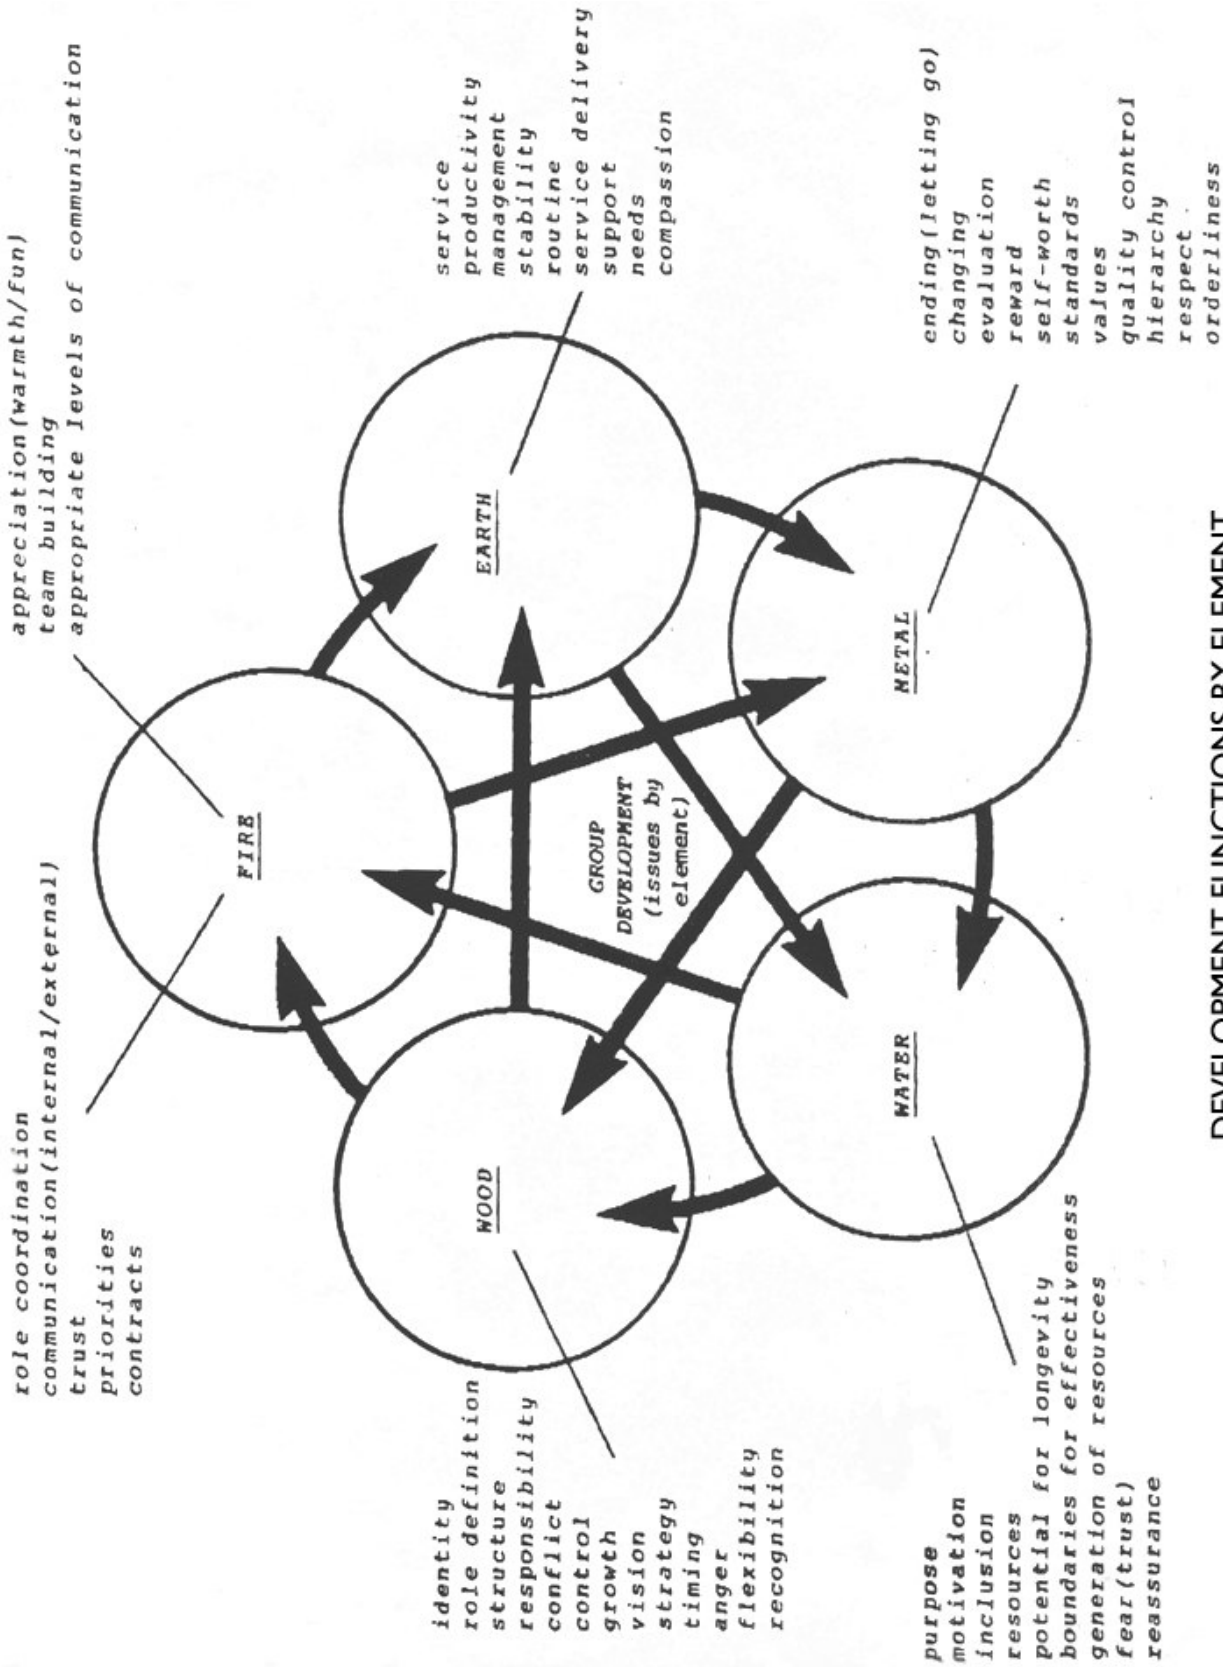 role coordination
communication(internal/external)
trust
priorities
contracts
appreciation(warmth/fun)
team building
appropriate levels of communication
FIRE
identity
role definition
structure
responsibility
conflict
control
growth
vision
strategy
timing
anger
flexibility
recognition
WOOD
EARTH
service
productivity
management
stability
routine
service delivery
support
needs
compassion
GROUP
DEVELOPMENT
(issues by
element)
purpose
motivation
inclusion
resources
potential for longevity
boundaries for effectiveness
generation of resources
fear(trust)
reassurance
WATER
METAL
ending(letting go)
changing
evaluation
reward
self-worth
standards
values
quality control
hierarchy
respect
orderliness
DEVELOPMENT FUNCTIONS BY ELEMENT